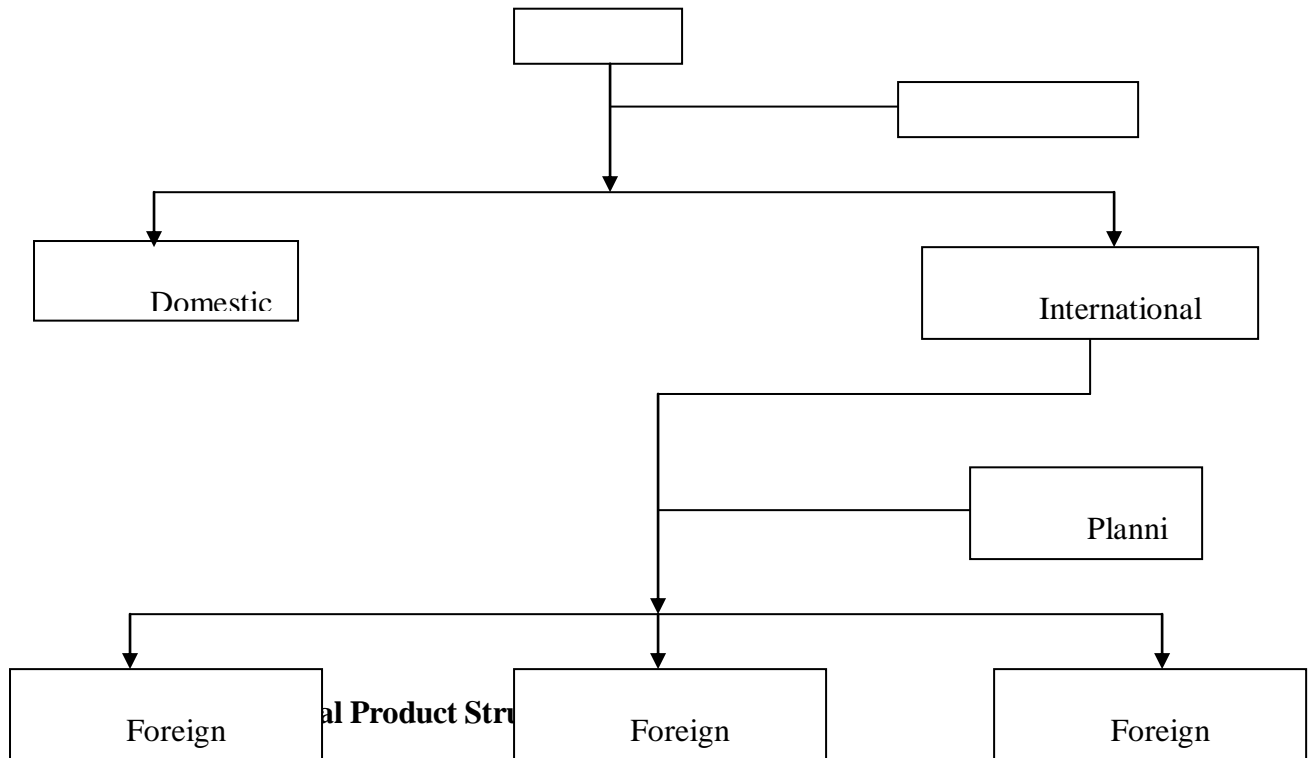 Domestic
International
Planni
al Product Stru
Foreign
Foreign
Foreign